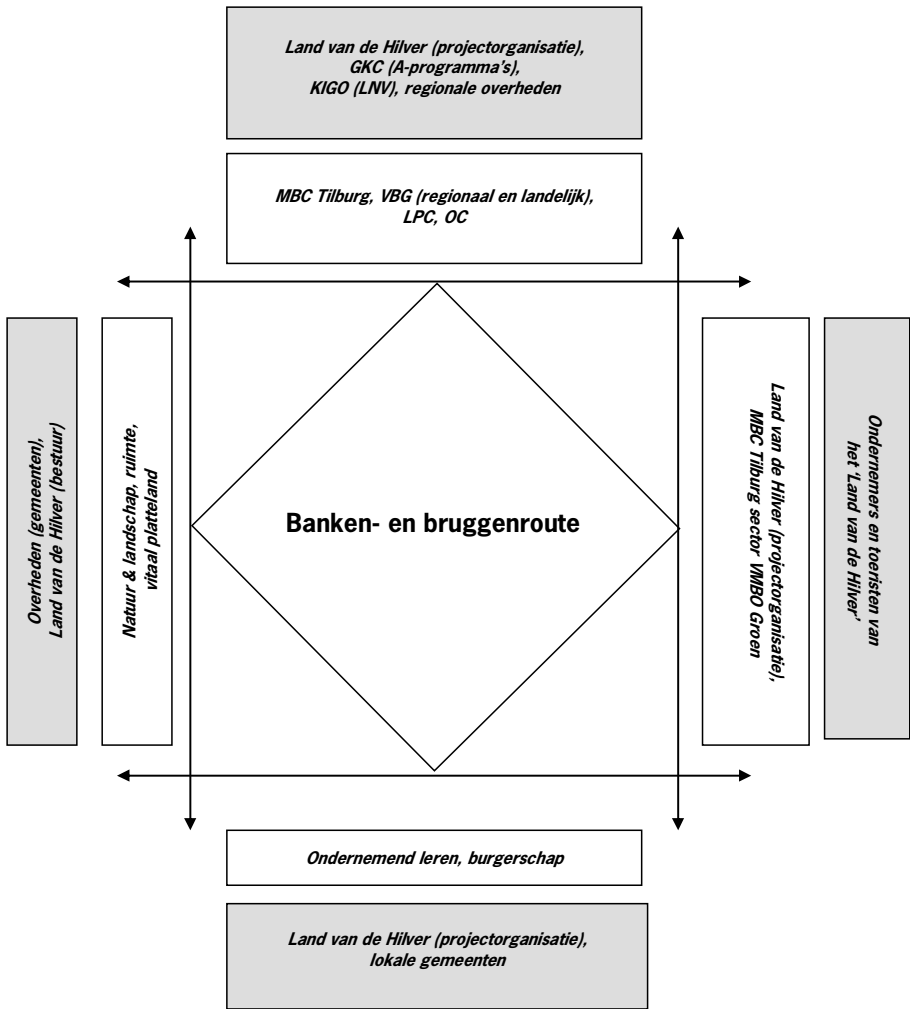 Land van de Hilver (projectorganisatie),
GKC (A-programma's),
KIGO (LNV), regionale overheden
MBC Tilburg, VBG (regionaal en landelijk),
LPC, OC
Overheden (gemeenten),
Land van de Hilver (bestuur)
Natuur & landschap, ruimte,
vitaal platteland
Banken- en bruggenroute
Land van de Hilver (projectorganisatie),
MBC Tilburg sector VMBO Groen
Ondernemers en toeristen van
het ‘Land van de Hilver’
Ondernemend leren, burgerschap
Land van de Hilver (projectorganisatie),
lokale gemeenten